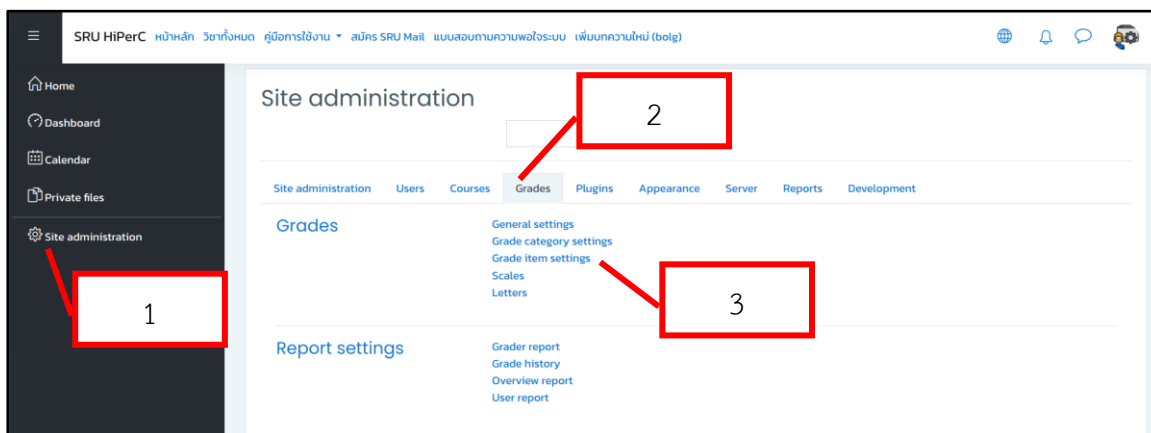 SRU HiPerC หน้าหลัก วิชาทั้งหมด คู่มือการใช้งาน สมัคร SRU Mail แบบสอบถามความพอใจระบบ เพิ่มบทความใหม่ (bolg)
Home
Dashboard
Calendar
Private files
Site administration
1
Site administration
2
Site administration Users Courses Grades Plugins Appearance Server Reports Development
Grades
General settings
Grade category settings
Grade item settings
Scales
Letters
3
Report settings
Grader report
Grade history
Overview report
User report